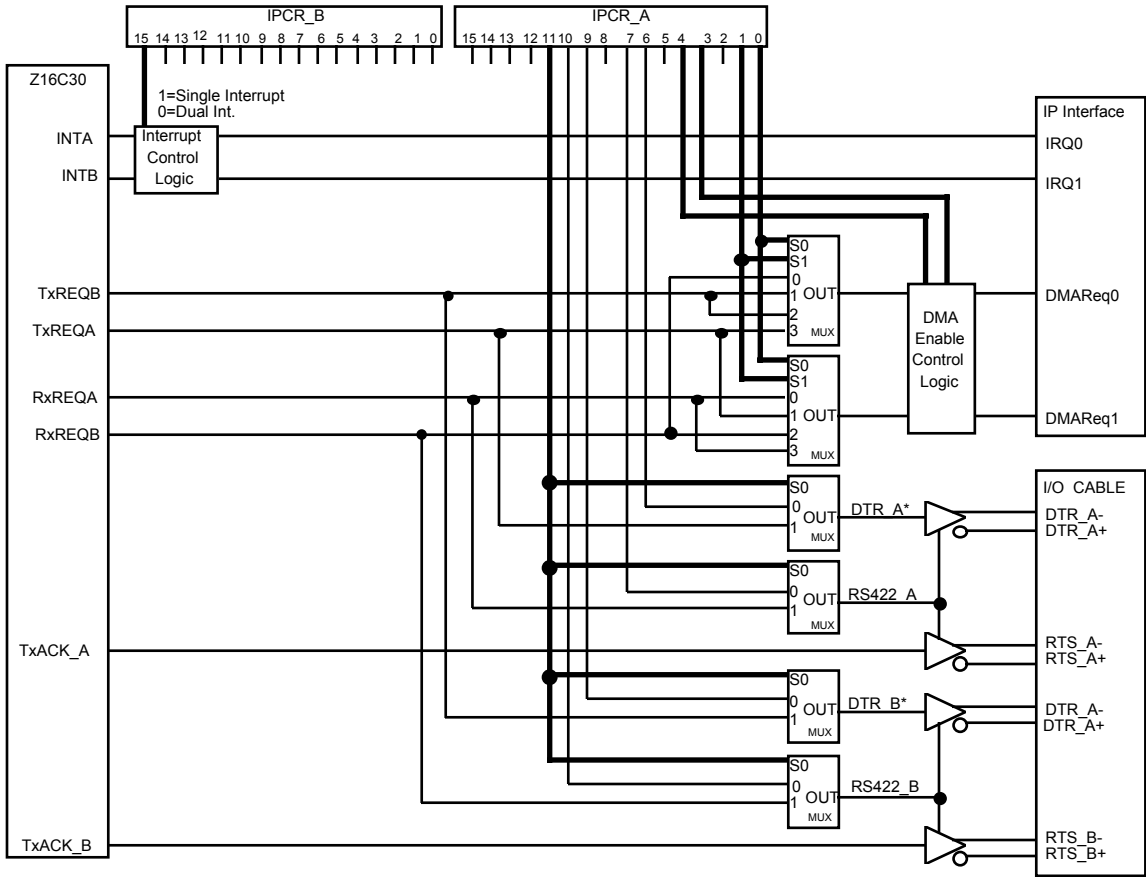 IPCR_B
15 14 13 12 11 10 9 8 7 6 5 4 3 2 1 0
IPCR_A
15 14 13 12 11 10 9 8 7 6 5 4 3 2 1 0
Z16C30
1=Single Interrupt
0=Dual Int.
INTA
INTB
Interrupt
Control
Logic
IP Interface
IRQ0
IRQ1
S0
S1
0
1 OUT
2
3 MUX
TxREQB
TxREQA
DMA
Enable
Control
Logic
DMAReq0
S0
S1
0
1 OUT
2
3 MUX
RxREQA
RxREQB
DMAReq1
S0
0
OUT
1
MUX
DTR_A*
I/O CABLE
DTR_A-
DTR_A+
S0
0
OUT
1
MUX
RS422_A
TxACK_A
RTS_A-
RTS_A+
S0
0
OUT
1
MUX
DTR_B*
DTR_A-
DTR_A+
S0
0
OUT
1
MUX
RS422_B
TxACK_B
RTS_B-
RTS_B+